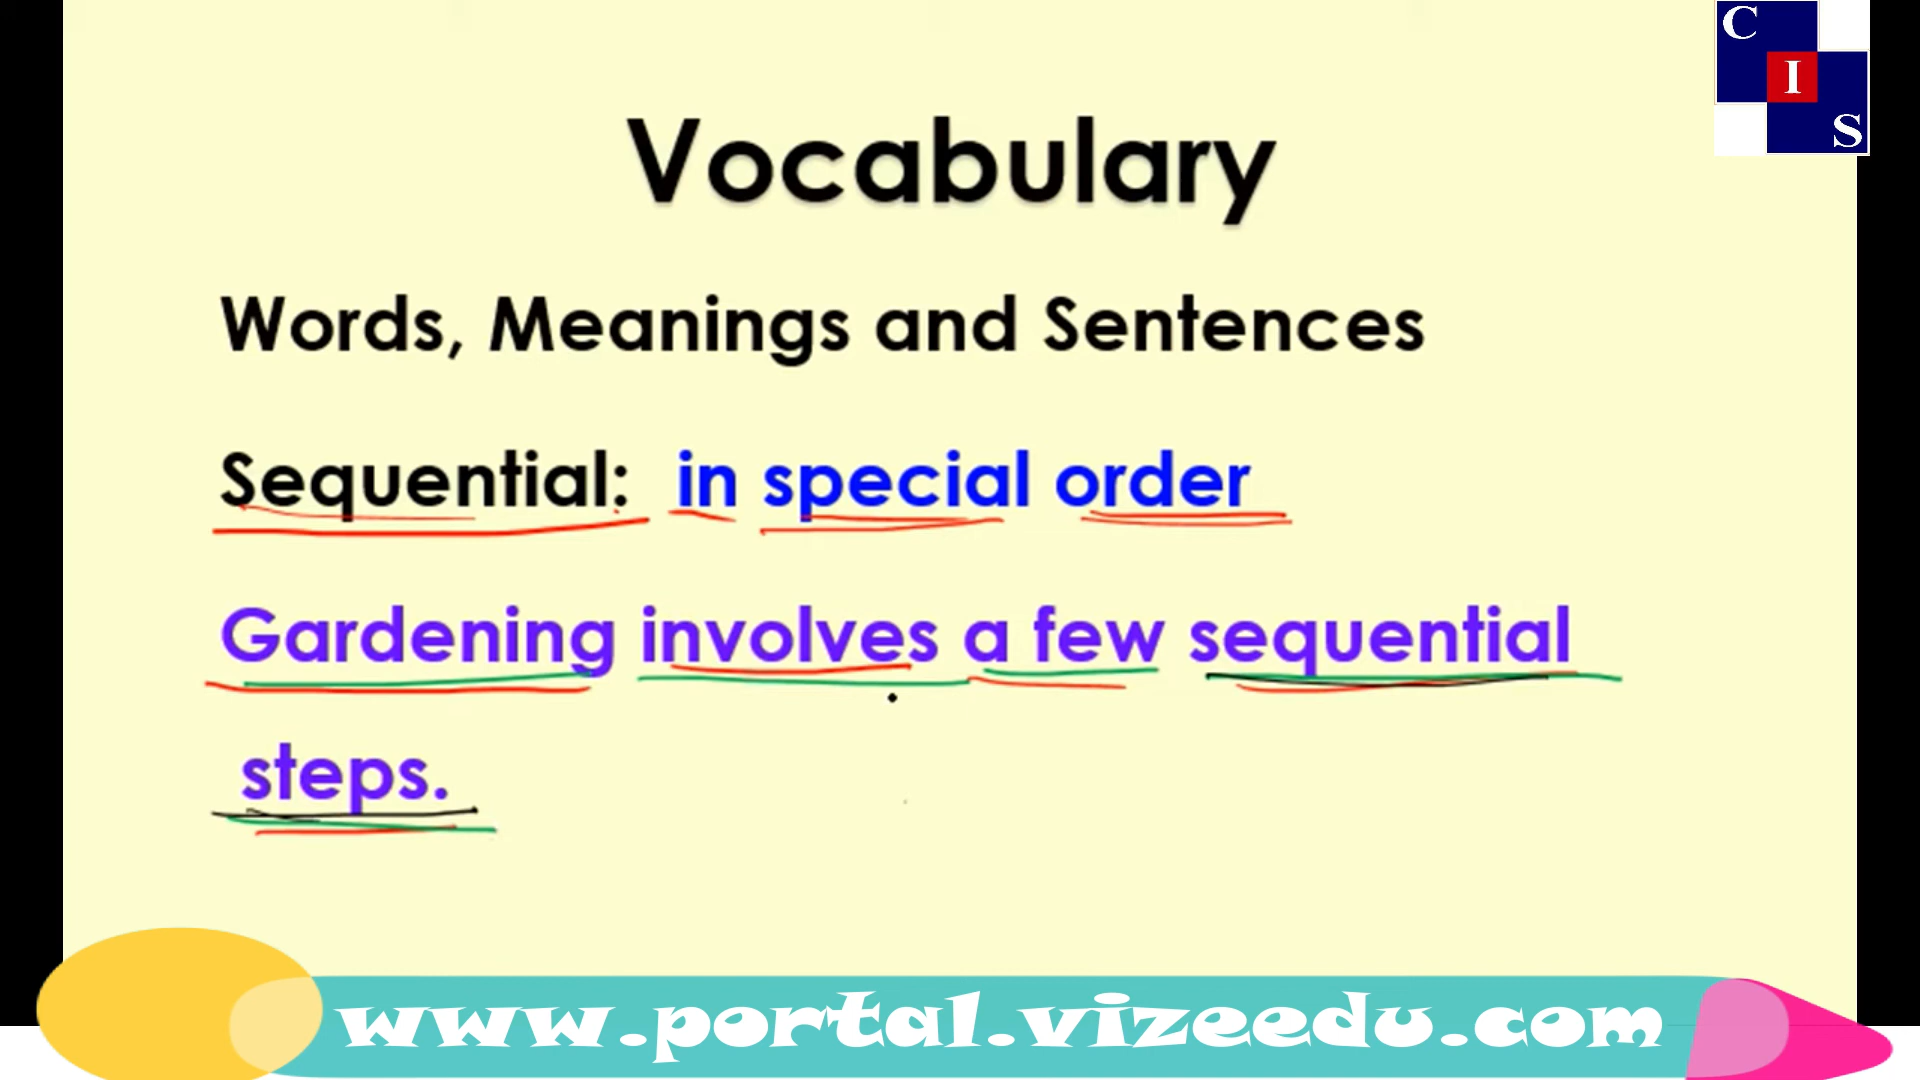 C
I
S
Vocabulary
Words, Meanings and Sentences
Sequential: in special order
Gardening involves a few sequential
steps.
www.portal.vizeedu.com